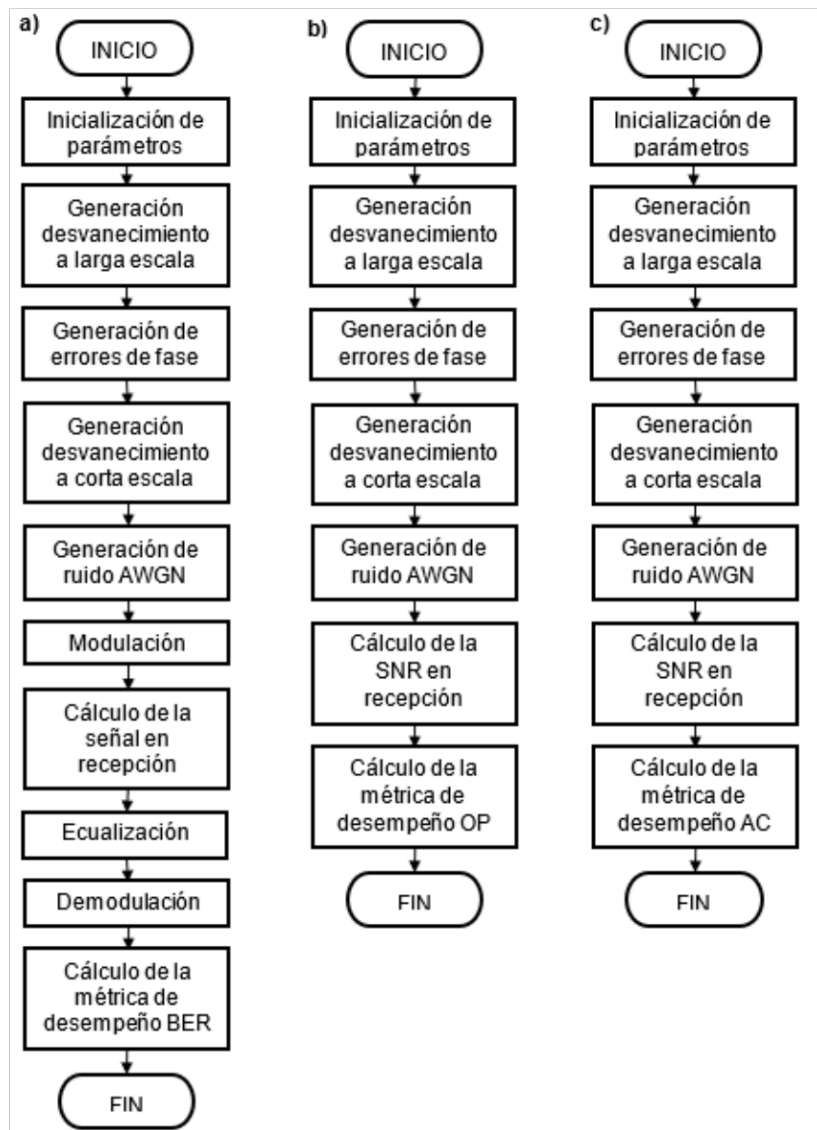 a)
INICIO
Inicialización de
parámetros
Generación
desvanecimiento
a larga escala
Generación de
errores de fase
Generación
desvanecimiento
a corta escala
Generación de
ruido AWGN
Modulación
Cálculo de la
señal en
recepción
Ecualización
Demodulación
Cálculo de la
métrica de
desempeño BER
FIN
b)
INICIO
Inicialización de
parámetros
Generación
desvanecimiento
a larga escala
Generación de
errores de fase
Generación
desvanecimiento
a corta escala
Generación de
ruido AWGN
Cálculo de la
SNR en
recepción
Cálculo de la
métrica de
desempeño OP
FIN
c)
INICIO
Inicialización de
parámetros
Generación
desvanecimiento
a larga escala
Generación de
errores de fase
Generación
desvanecimiento
a corta escala
Generación de
ruido AWGN
Cálculo de la
SNR en
recepción
Cálculo de la
métrica de
desempeño AC
FIN